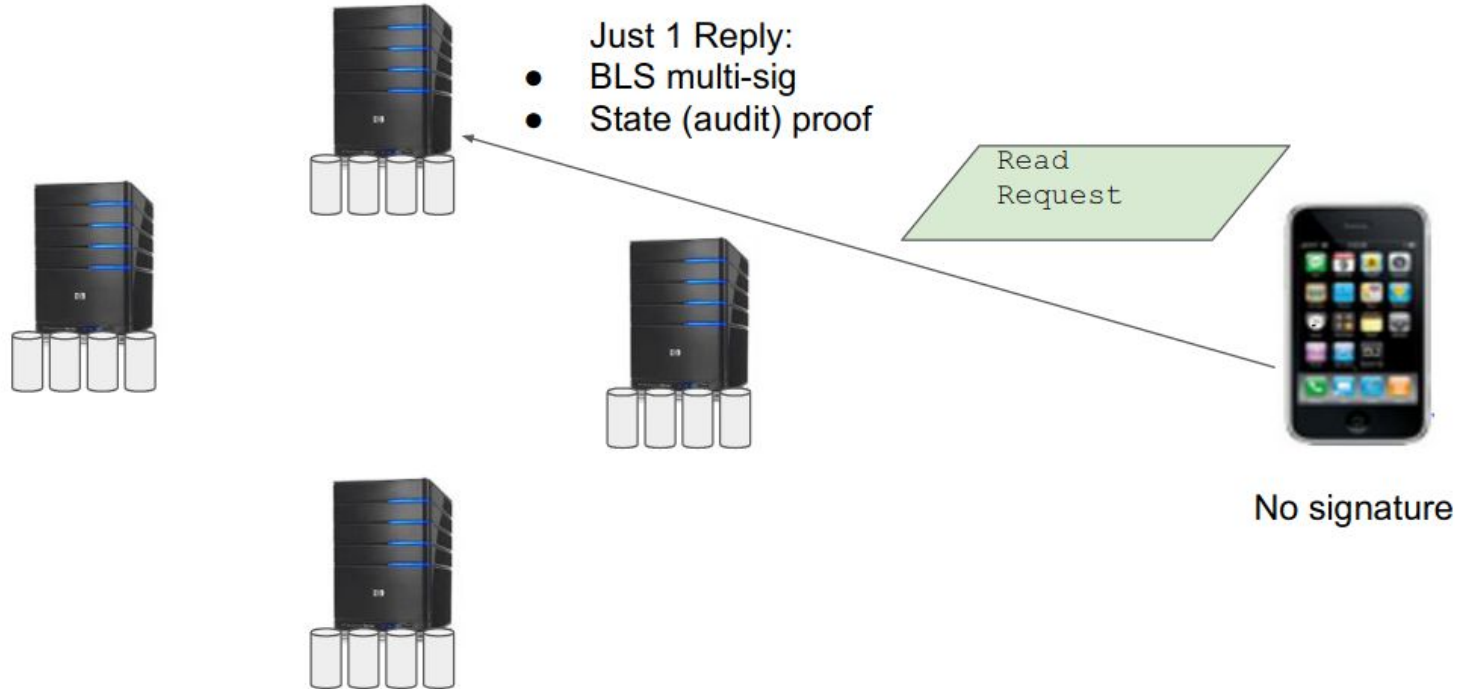 Just 1 Reply:
● BLS multi-sig
● State (audit) proof
Read
Request
No signature